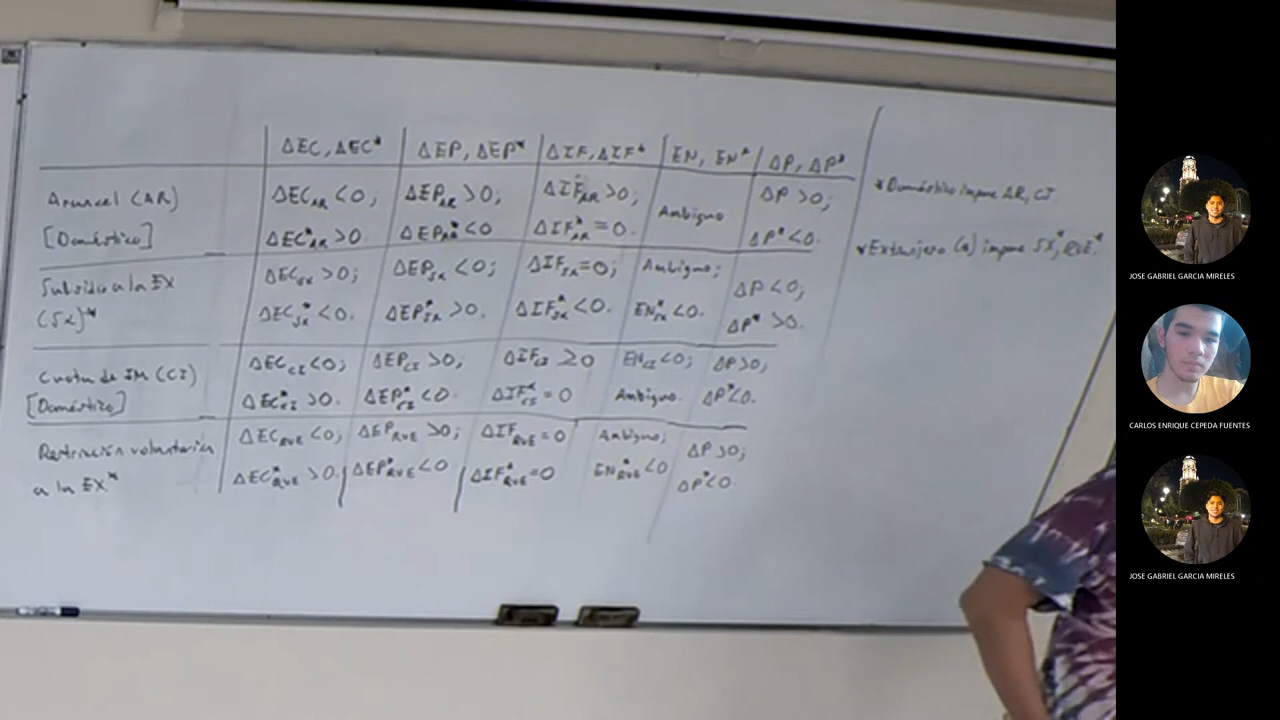 ΔEC, ΔEC* | ΔEP, ΔEP* | ΔIF, ΔIF* | EN, EN* | ΔP, ΔP*
Arancel (AR) | ΔEC_AR < 0; | ΔEP_AR > 0; | ΔIF_AR > 0; | Ambiguo | ΔP > 0;
[Doméstico] | ΔEC*_AR > 0. | ΔEP*_AR < 0 | ΔIF*_AR = 0. | ΔP* < 0.
Subsidio a la EX | ΔEC_SX > 0; | ΔEP_SX < 0; | ΔIF_SX = 0; | Ambiguo; | ΔP < 0;
(SX)* | ΔEC*_SX < 0. | ΔEP*_SX > 0. | ΔIF*_SX < 0. | EN*_SX < 0. | ΔP* > 0.
Cuota de IM (CI) | ΔEC_CI < 0; | ΔEP_CI > 0; | ΔIF_CI ≥ 0 | EN_CI < 0; | ΔP > 0;
[Doméstico] | ΔEC*_CI > 0. | ΔEP*_CI < 0. | ΔIF*_CI = 0 | Ambiguo. | ΔP* < 0.
Restricción voluntaria | ΔEC_RVE < 0; | ΔEP_RVE > 0; | ΔIF_RVE = 0 | Ambiguo; | ΔP > 0;
a la EX* | ΔEC*_RVE > 0. | ΔEP*_RVE < 0 | ΔIF*_RVE = 0 | EN*_RVE < 0 | ΔP* < 0.
* Doméstico impone AR, CI.
* Extranjero (*) impone SX*, RVE*
JOSE GABRIEL GARCIA MIRELES
CARLOS ENRIQUE CEPEDA FUENTES
JOSE GABRIEL GARCIA MIRELES